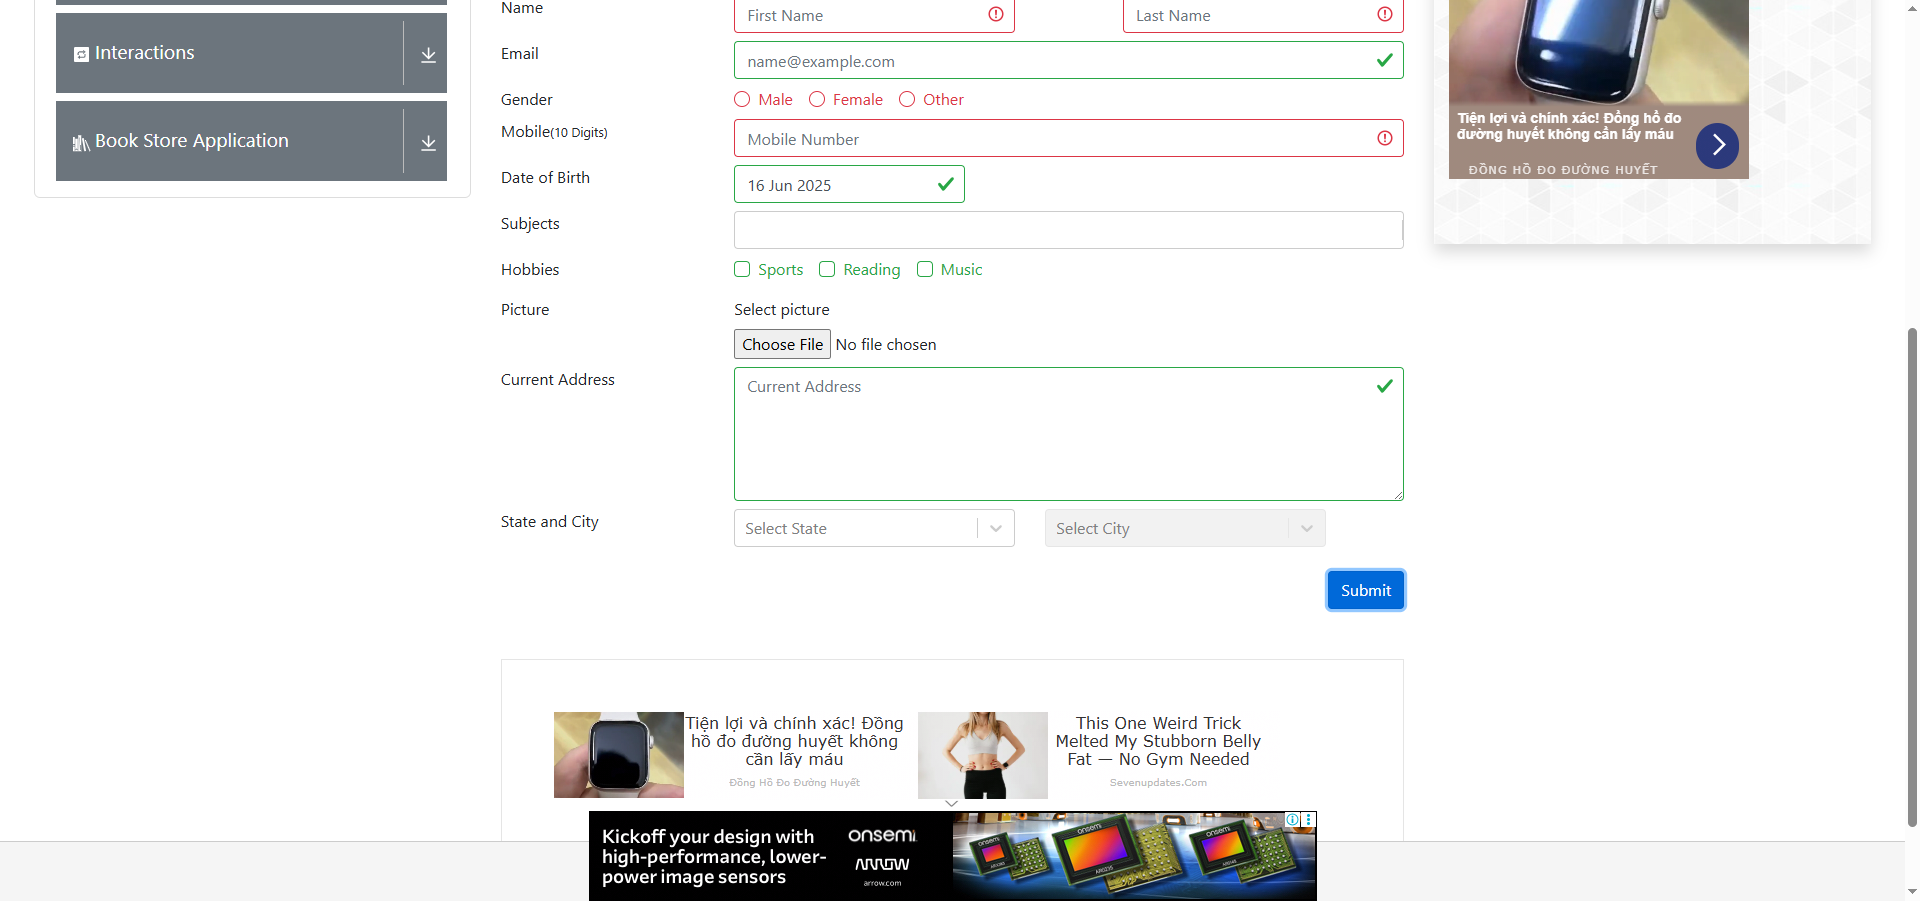 Name
First Name
Last Name
Interactions
Email
name@example.com
Gender
Male
Female
Other
Book Store Application
Mobile(10 Digits)
Mobile Number
Date of Birth
16 Jun 2025
Subjects
Hobbies
Sports
Reading
Music
Picture
Select picture
Choose File No file chosen
Current Address
Current Address
State and City
Select State
Select City
Submit
Tiện lợi và chính xác! Đồng hồ đo
đường huyết không cần lấy máu
ĐỒNG HỒ ĐO ĐƯỜNG HUYẾT
Tiện lợi và chính xác! Đồng
hồ đo đường huyết không
cần lấy máu
Đồng Hồ Đo Đường Huyết
This One Weird Trick
Melted My Stubborn Belly
Fat — No Gym Needed
Sevenupdates.Com
Kickoff your design with
high-performance, lower-
power image sensors
onsemi
ARROW
arrow.com
onsemi
onsemi
onsemi